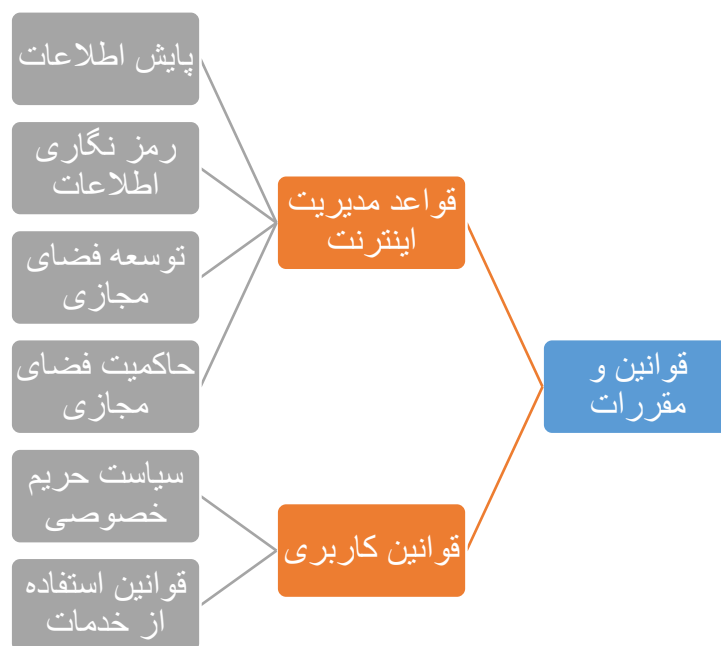 قوانین و
مقررات
قواعد مدیریت
اینترنت
پایش اطلاعات
رمز نگاری
اطلاعات
توسعه فضای
مجازی
حاکمیت فضای
مجازی
قوانین کاربری
سیاست حریم
خصوصی
قوانین استفاده
از خدمات